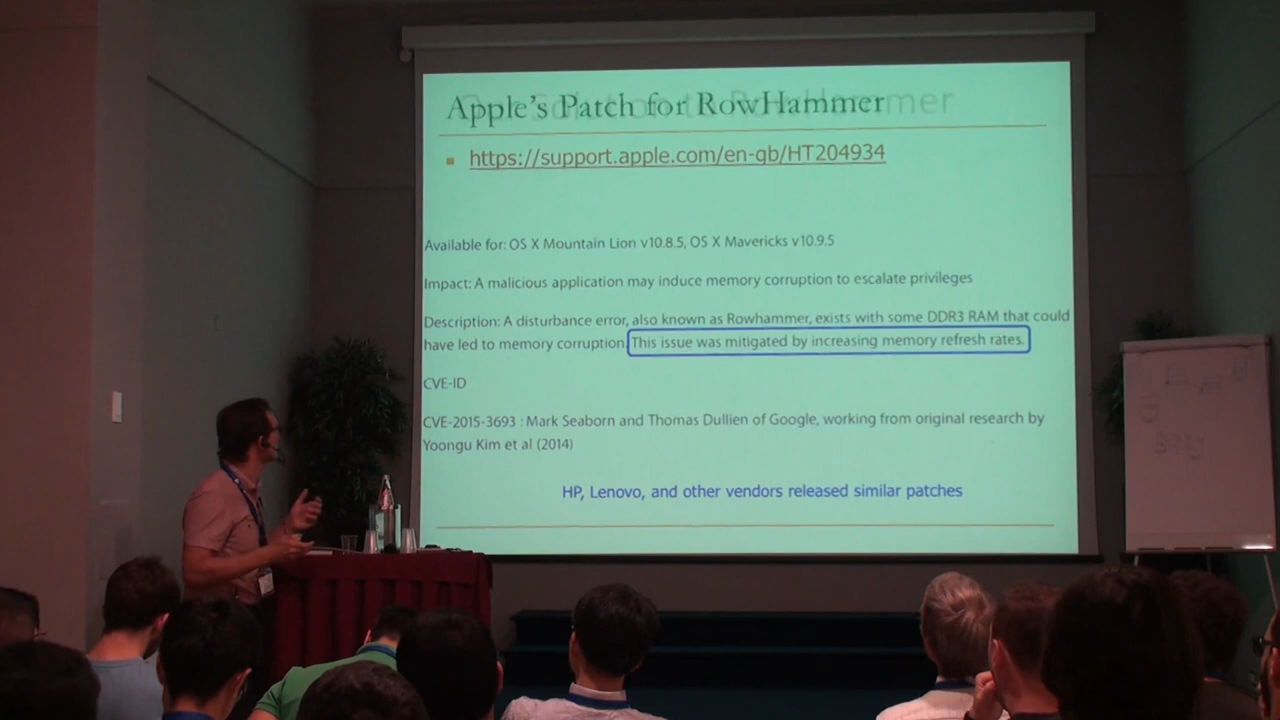 Apple's Patch for RowHammer
https://support.apple.com/en-gb/HT204934
Available for: OS X Mountain Lion v10.8.5, OS X Mavericks v10.9.5
Impact: A malicious application may induce memory corruption to escalate privileges
Description: A disturbance error, also known as Rowhammer, exists with some DDR3 RAM that could
have led to memory corruption. This issue was mitigated by increasing memory refresh rates.
CVE-ID
CVE-2015-3693 : Mark Seaborn and Thomas Dullien of Google, working from original research by
Yoongu Kim et al (2014)
HP, Lenovo, and other vendors released similar patches